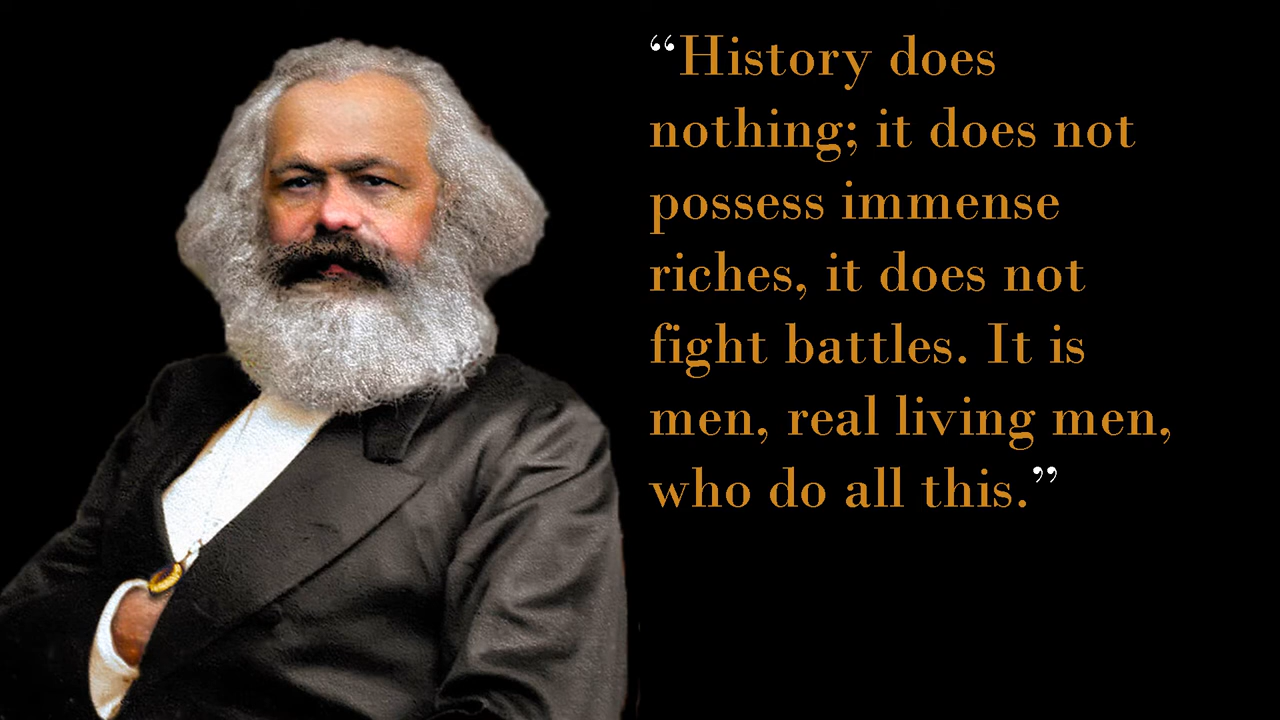 “History does
nothing; it does not
possess immense
riches, it does not
fight battles. It is
men, real living men,
who do all this.”